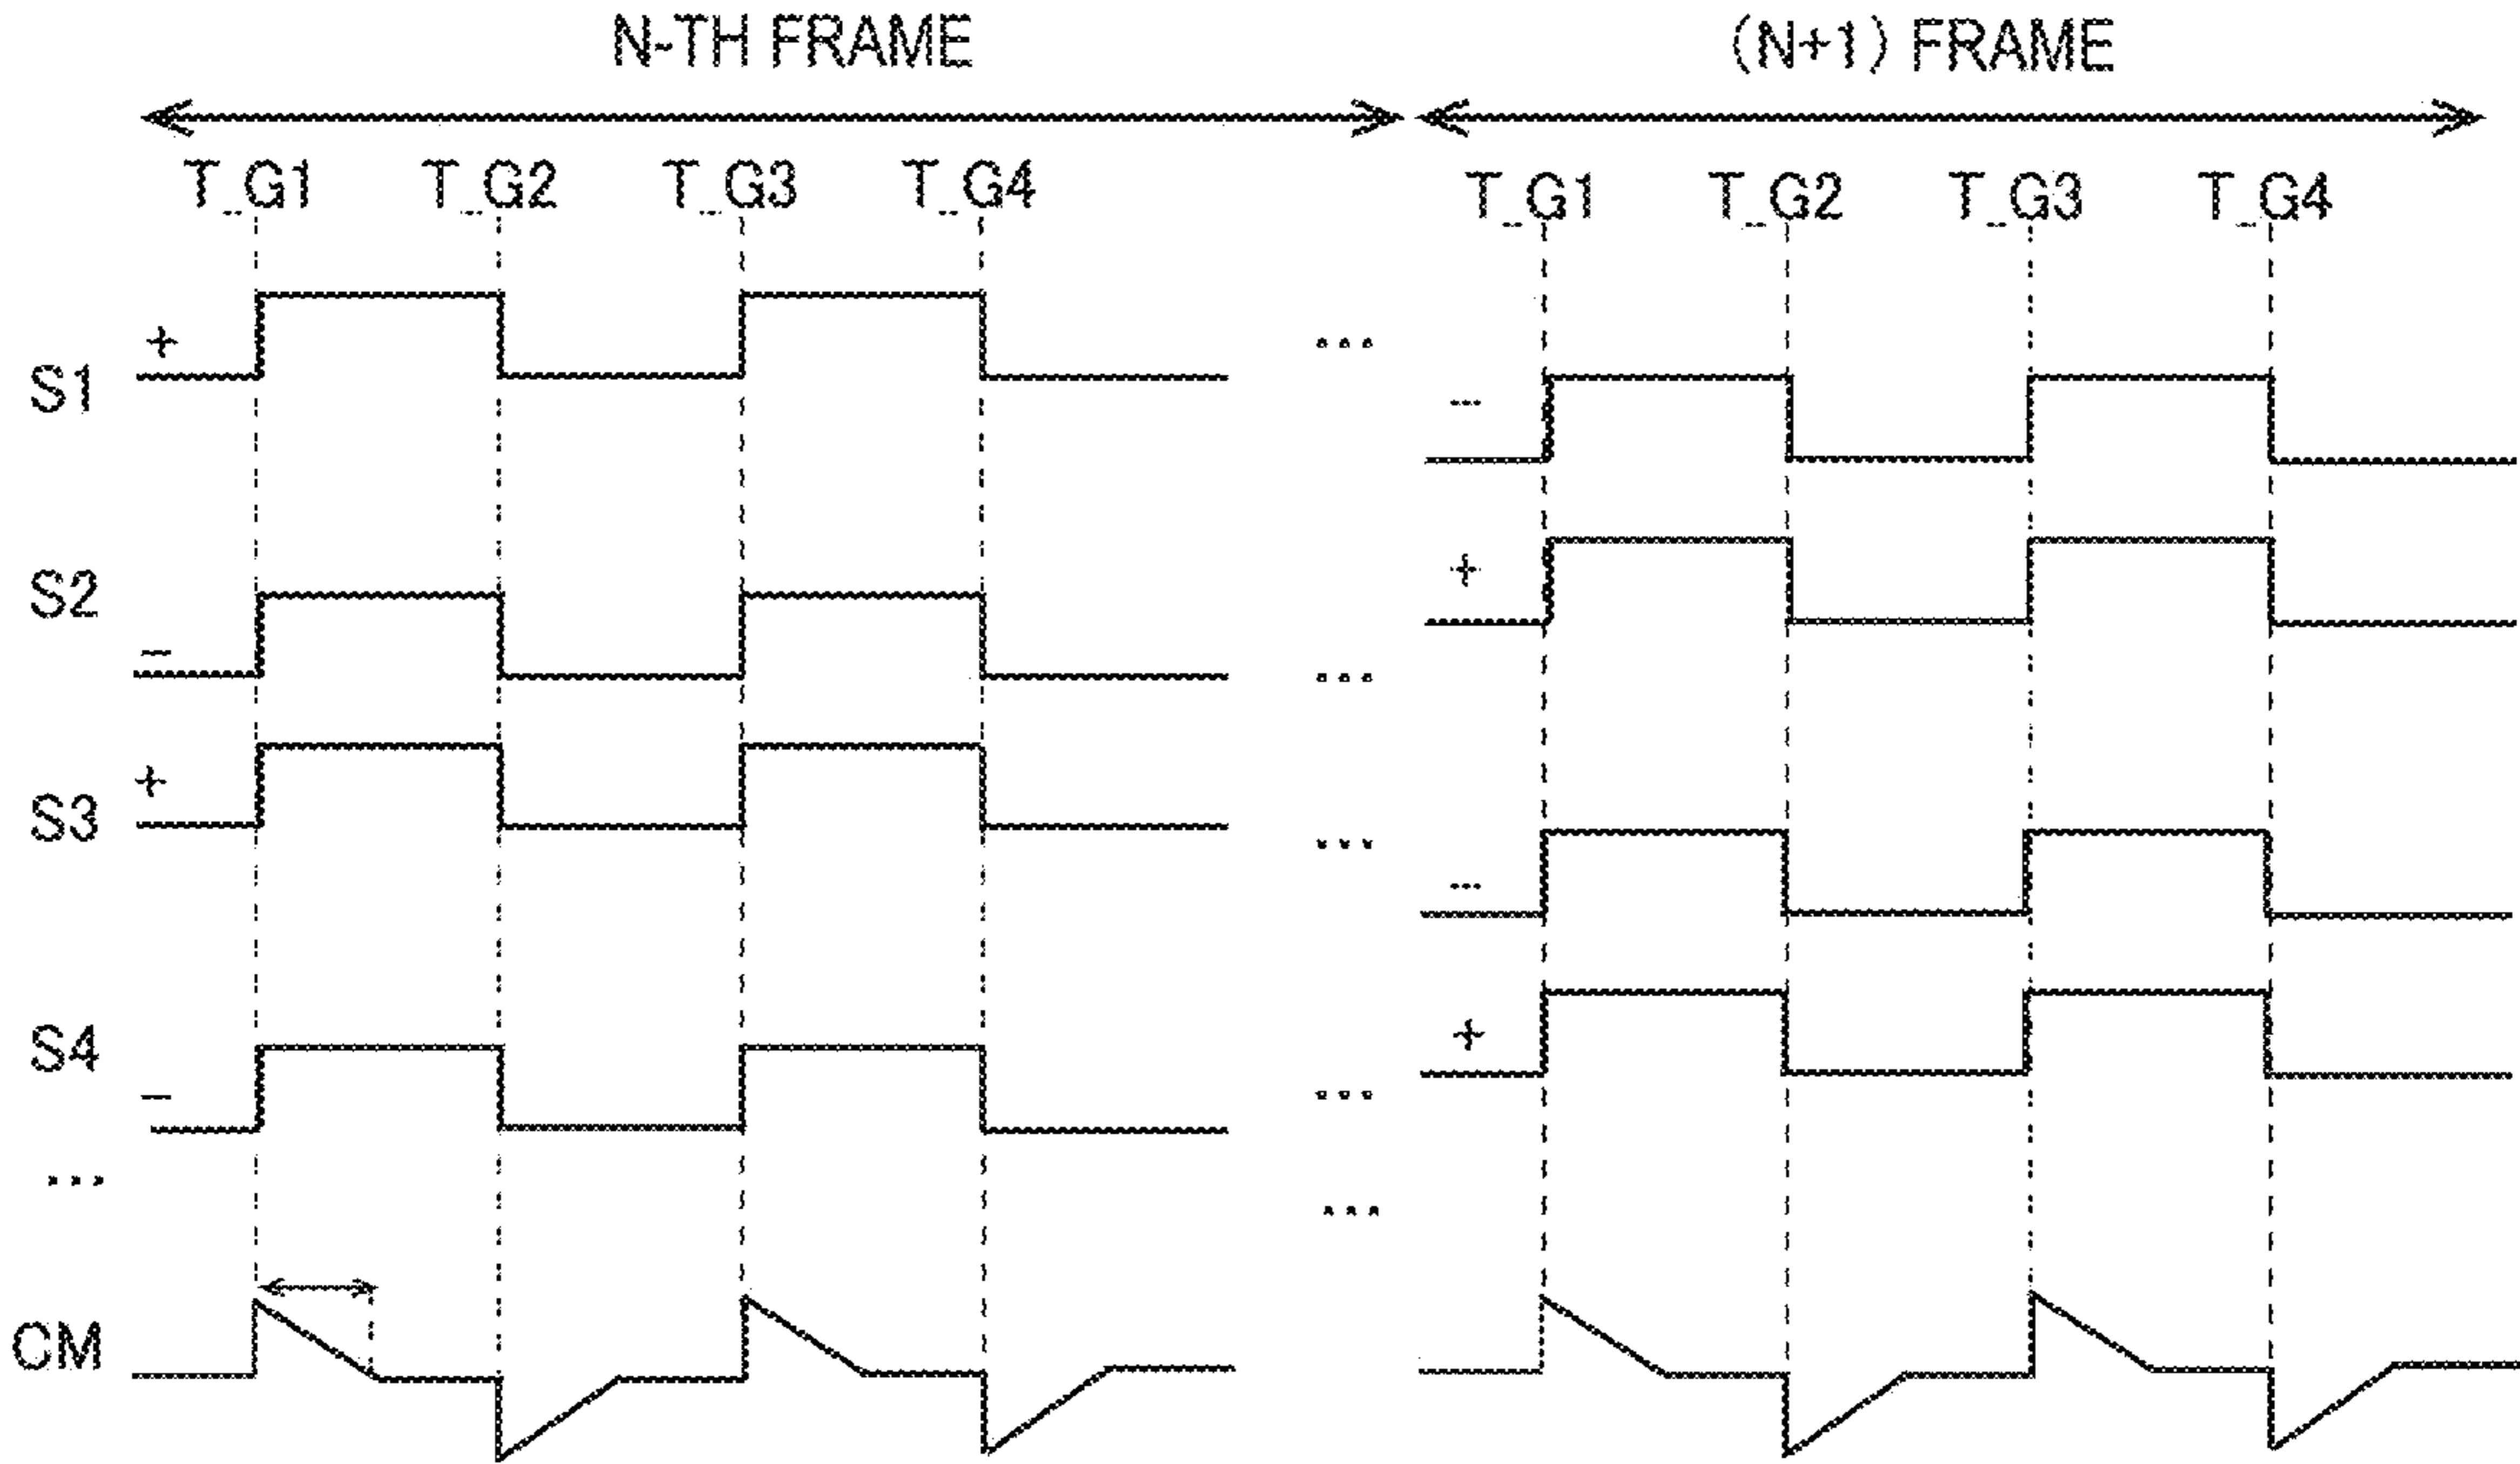 N-TH FRAME (N+1) FRAME
T_G1 T_G2 T_G3 T_G4 T_G1 T_G2 T_G3 T_G4
+ ...
S1 -
S2 +
- ...
+
S3 ... -
S4 +
- ...
... ...
CM